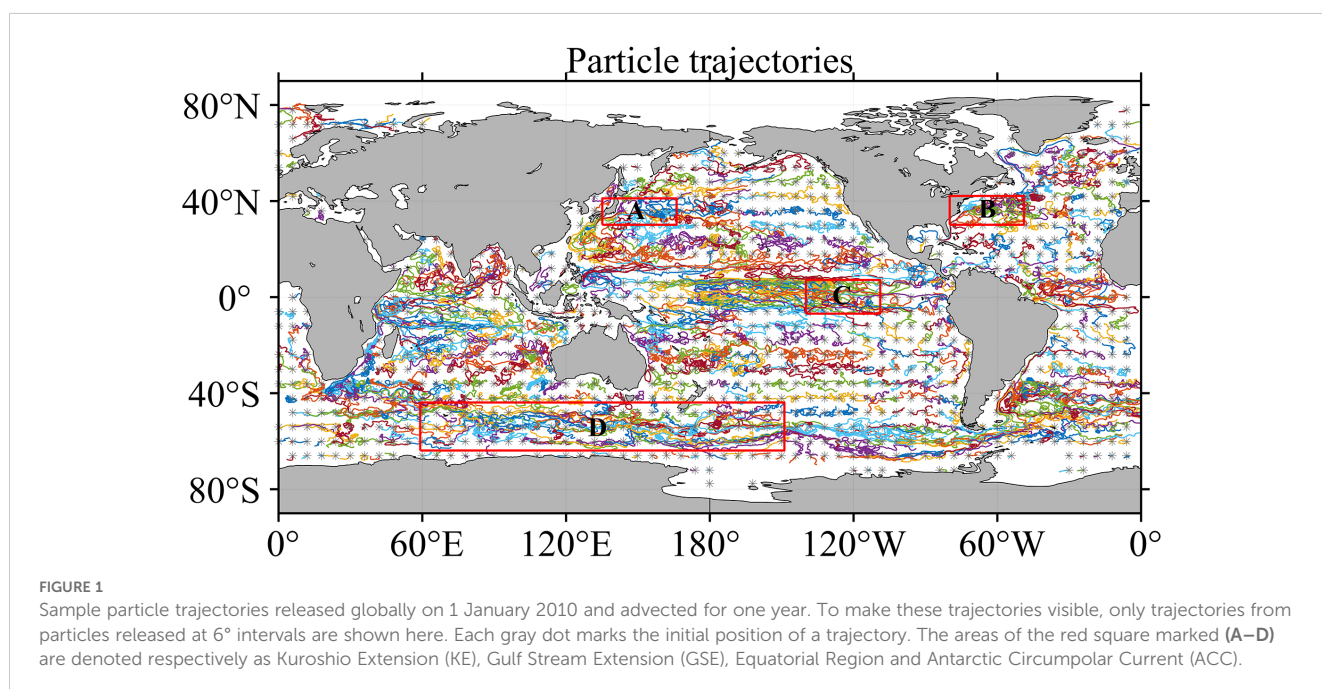 Particle trajectories
80°N
40°N
0°
40°S
80°S
A
B
C
D
0°
60°E
120°E
180°
120°W
60°W
0°
FIGURE 1
Sample particle trajectories released globally on 1 January 2010 and advected for one year. To make these trajectories visible, only trajectories from
particles released at 6° intervals are shown here. Each gray dot marks the initial position of a trajectory. The areas of the red square marked (A–D)
are denoted respectively as Kuroshio Extension (KE), Gulf Stream Extension (GSE), Equatorial Region and Antarctic Circumpolar Current (ACC).